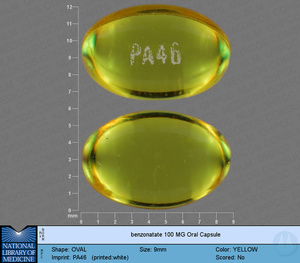 12
11
10
9
8
7
6
5
4
3
2
1
mm
PA46
0 1 2 3 4 5 6 7 8 9
benzonatate 100 MG Oral Capsule
NATIONAL
LIBRARY OF
MEDICINE
Shape: OVAL Size: 9mm Color: YELLOW
Imprint: PA46 (printed:white) Scored: No